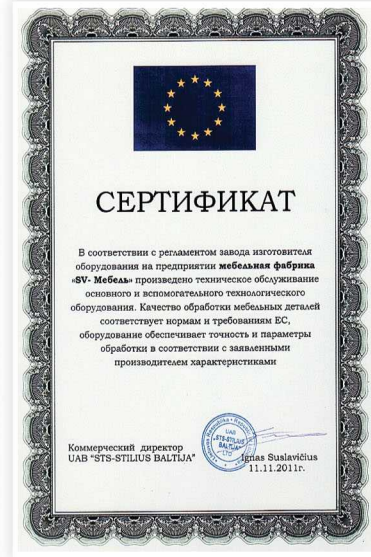 СЕРТИФИКАТ
В соответствии с регламентом завода изготовителя
оборудования на предприятии мебельная фабрика
«SV- Мебель» произведено техническое обслуживание
основного и вспомогательного технологического
оборудования. Качество обработки мебельных деталей
соответствует нормам и требованиям ЕС,
оборудование обеспечивает точность и параметры
обработки в соответствии с заявленными
производителем характеристиками
Коммерческий директор
UAB "STS-STILIUS BALTIJA"
UAB
"STS-STILIUS
BALTIJA"
LTD
Ignas Suslavičius
11.11.2011г.